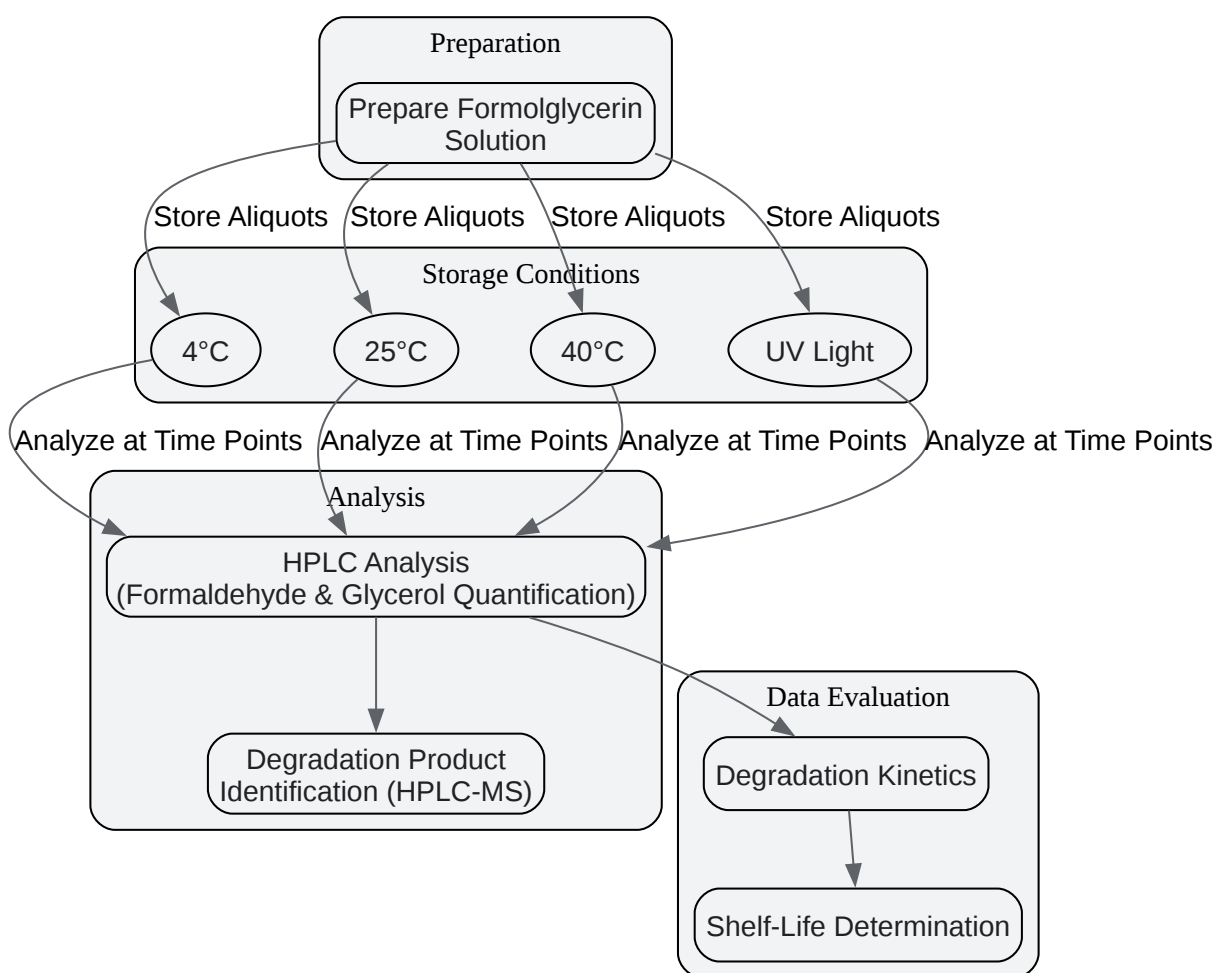 Preparation
Prepare Formolglycerin
Solution
Store Aliquots Store Aliquots Store Aliquots Store Aliquots
Storage Conditions
4°C 25°C 40°C UV Light
Analyze at Time Points Analyze at Time Points Analyze at Time Points Analyze at Time Points
Analysis
HPLC Analysis
(Formaldehyde & Glycerol Quantification)
Data Evaluation
Degradation Product
Identification (HPLC-MS)
Degradation Kinetics
Shelf-Life Determination